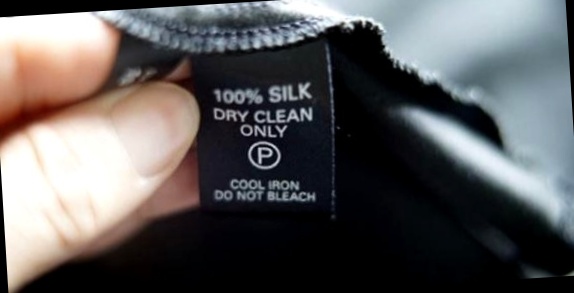 100% SILK
DRY CLEAN
ONLY
P
COOL IRON
DO NOT BLEACH